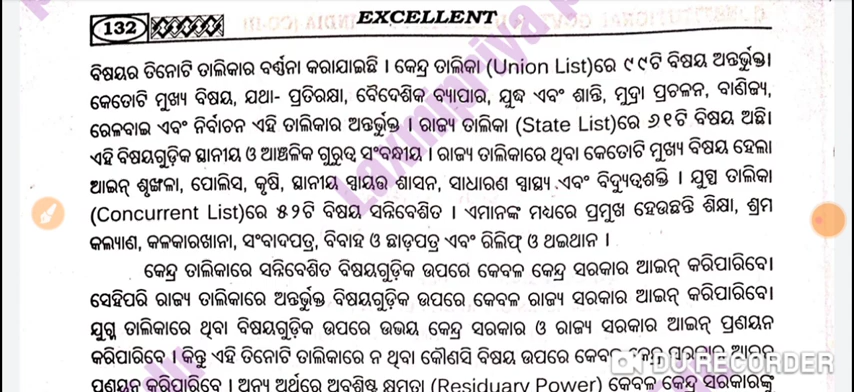 132 EXCELLENT
ବିଷୟର ତିନୋଟି ତାଲିକାର ବର୍ଣ୍ଣନା କରାଯାଇଛି । କେନ୍ଦ୍ର ତାଲିକା (Union List)ରେ ୯୯ଟି ବିଷୟ ଅନ୍ତର୍ଭୁକ୍ତ।
କେତୋଟି ମୁଖ୍ୟ ବିଷୟ, ଯଥା- ପ୍ରତିରକ୍ଷା, ବୈଦେଶିକ ବ୍ୟାପାର, ଯୁଦ୍ଧ ଏବଂ ଶାନ୍ତି, ମୁଦ୍ରା ପ୍ରଚଳନ, ବାଣିଜ୍ୟ,
ରେଳବାଇ ଏବଂ ନିର୍ବାଚନ ଏହି ତାଲିକାର ଅନ୍ତର୍ଭୁକ୍ତ । ରାଜ୍ୟ ତାଲିକା (State List)ରେ ୬୧ଟି ବିଷୟ ଅଛି।
ଏହି ବିଷୟଗୁଡ଼ିକ ସ୍ଥାନୀୟ ଓ ଆଞ୍ଚଳିକ ଗୁରୁତ୍ୱ ସଂବନ୍ଧୀୟ । ରାଜ୍ୟ ତାଲିକାରେ ଥିବା କେତୋଟି ମୁଖ୍ୟ ବିଷୟ ହେଲା
ଆଇନ୍ ଶୃଙ୍ଖଳା, ପୋଲିସ, କୃଷି, ସ୍ଥାନୀୟ ସ୍ୱାୟତ୍ତ ଶାସନ, ସାଧାରଣ ସ୍ୱାସ୍ଥ୍ୟ ଏବଂ ବିଦ୍ୟୁତ୍‌ଶକ୍ତି । ଯୁଗ୍ମ ତାଲିକା
(Concurrent List)ରେ ୫୨ଟି ବିଷୟ ସନ୍ନିବେଶିତ । ଏମାନଙ୍କ ମଧ୍ୟରେ ପ୍ରମୁଖ ହେଉଛନ୍ତି ଶିକ୍ଷା, ଶ୍ରମ
କଲ୍ୟାଣ, କଳକାରଖାନା, ସଂବାଦପତ୍ର, ବିବାହ ଓ ଛାଡ଼ପତ୍ର ଏବଂ ରିଲିଫ୍ ଓ ଥଇଥାନ ।
କେନ୍ଦ୍ର ତାଲିକାରେ ସନ୍ନିବେଶିତ ବିଷୟଗୁଡ଼ିକ ଉପରେ କେବଳ କେନ୍ଦ୍ର ସରକାର ଆଇନ୍ କରିପାରିବେ।
ସେହିପରି ରାଜ୍ୟ ତାଲିକାରେ ଅନ୍ତର୍ଭୁକ୍ତ ବିଷୟଗୁଡ଼ିକ ଉପରେ କେବଳ ରାଜ୍ୟ ସରକାର ଆଇନ୍ କରିପାରିବେ।
ଯୁଗ୍ମ ତାଲିକାରେ ଥିବା ବିଷୟଗୁଡ଼ିକ ଉପରେ ଉଭୟ କେନ୍ଦ୍ର ସରକାର ଓ ରାଜ୍ୟ ସରକାର ଆଇନ୍ ପ୍ରଣୟନ
କରିପାରିବେ । କିନ୍ତୁ ଏହି ତିନୋଟି ତାଲିକାରେ ନ ଥିବା କୌଣସି ବିଷୟ ଉପରେ କେବଳ କେନ୍ଦ୍ର ସରକାର ଆଇନ୍
DU RECORDER
ପ୍ରଣୟନ କରିପାରିବେ । ଅନ୍ୟ ଅର୍ଥରେ ଅବଶିଷ୍ଟ କ୍ଷମତା (Residuary Power) କେବଳ କେନ୍ଦ୍ର ସରକାରଙ୍କୁ